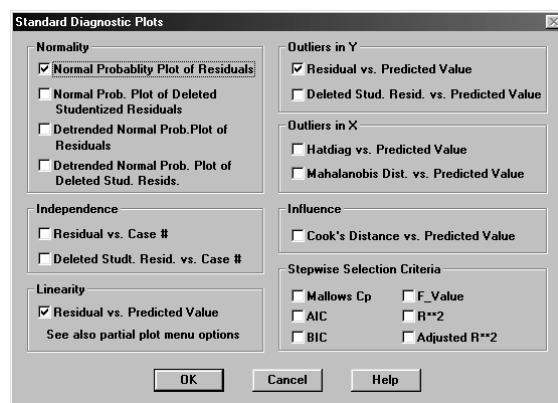 Standard Diagnostic Plots
Normality
Normal Probablity Plot of Residuals
Normal Prob. Plot of Deleted
Studentized Residuals
Detrended Normal Prob.Plot of
Residuals
Detrended Normal Prob. Plot of
Deleted Stud. Resids.
Independence
Residual vs. Case #
Deleted Studt. Resid. vs. Case #
Linearity
Residual vs. Predicted Value
See also partial plot menu options
Outliers in Y
Residual vs. Predicted Value
Deleted Stud. Resid. vs. Predicted Value
Outliers in X
Hatdiag vs. Predicted Value
Mahalanobis Dist. vs. Predicted Value
Influence
Cook's Distance vs. Predicted Value
Stepwise Selection Criteria
Mallows Cp
F_Value
AIC
R**2
BIC
Adjusted R**2
OK
Cancel
Help